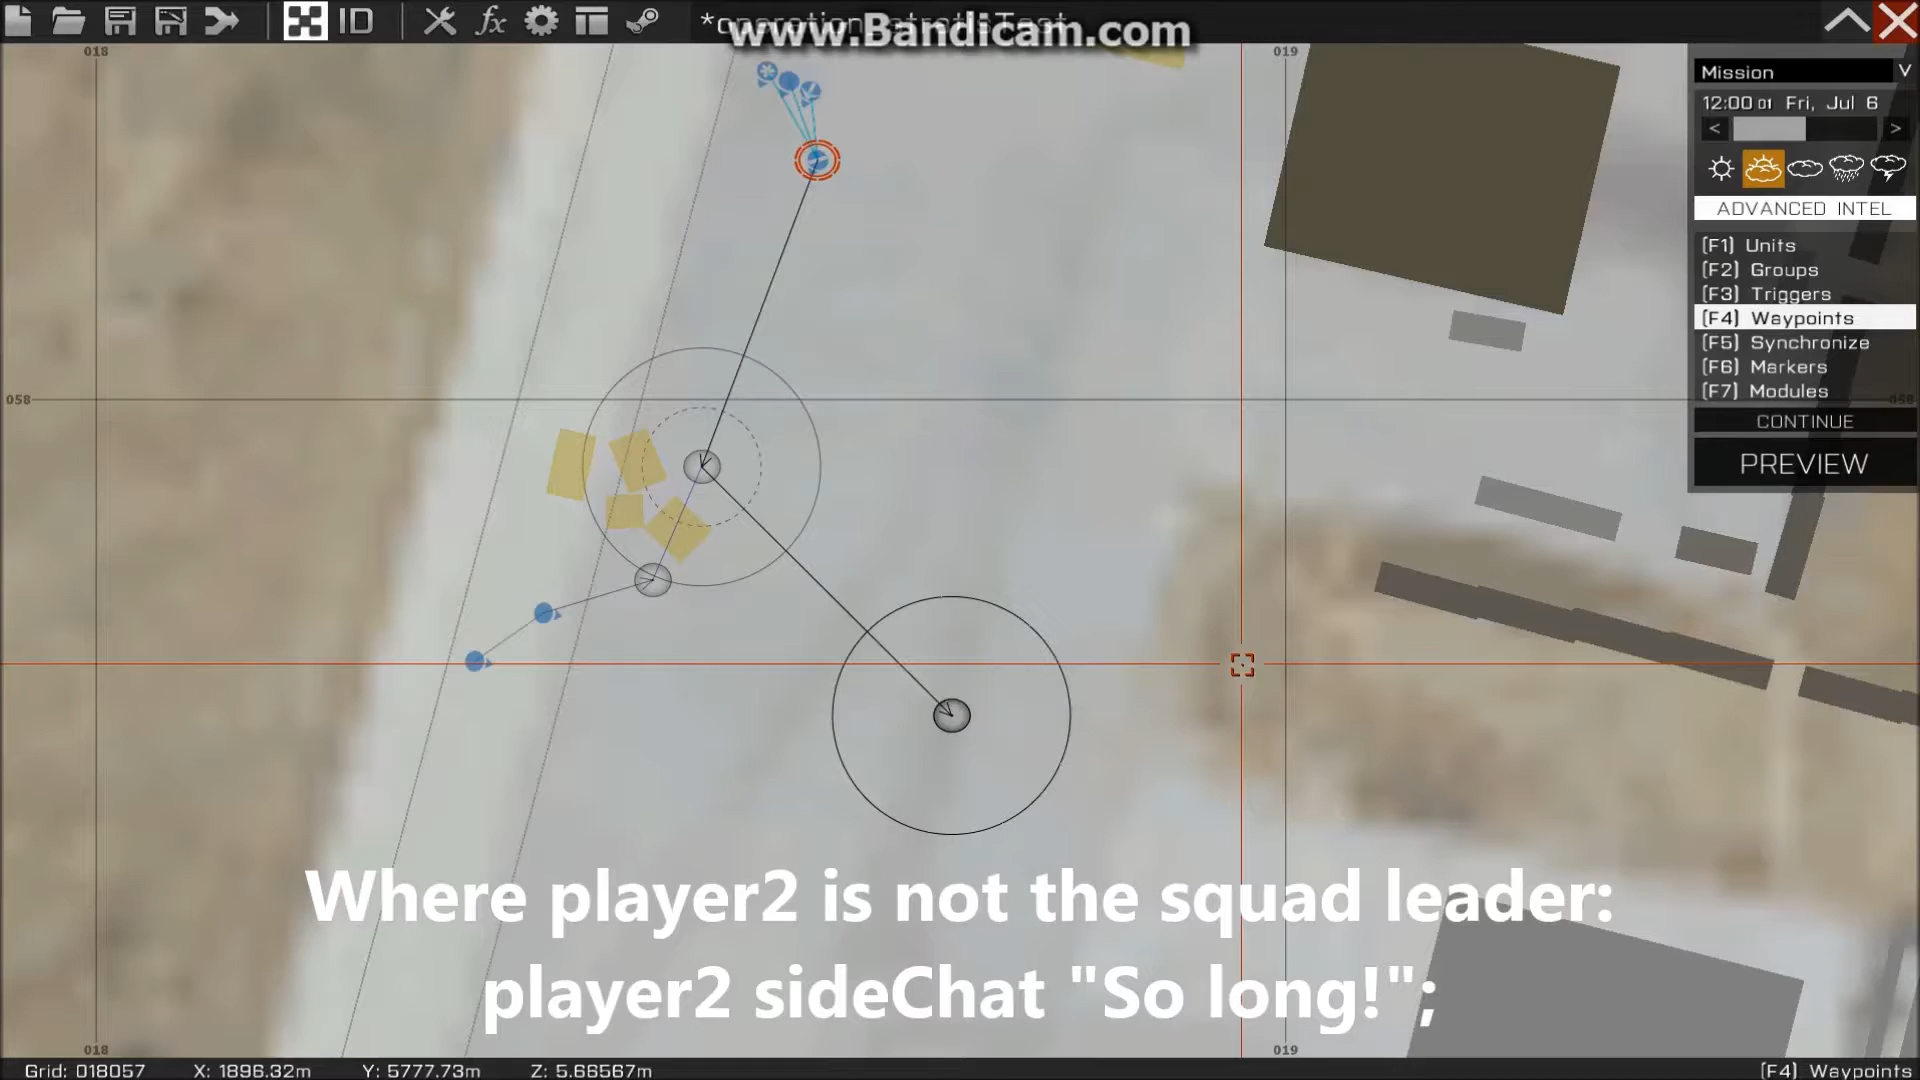 ID
www.Bandicam.com
018
019
Mission
V
12:00 01 Fri, Jul 6
<
>
ADVANCED INTEL
(F1) Units
(F2) Groups
(F3) Triggers
(F4) Waypoints
(F5) Synchronize
(F6) Markers
(F7) Modules
CONTINUE
PREVIEW
058
058
Where player2 is not the squad leader:
player2 sideChat "So long!";
018
019
Grid: 018057 X: 1896.32m Y: 5777.73m Z: 5.66567m
(F4) Waypoints